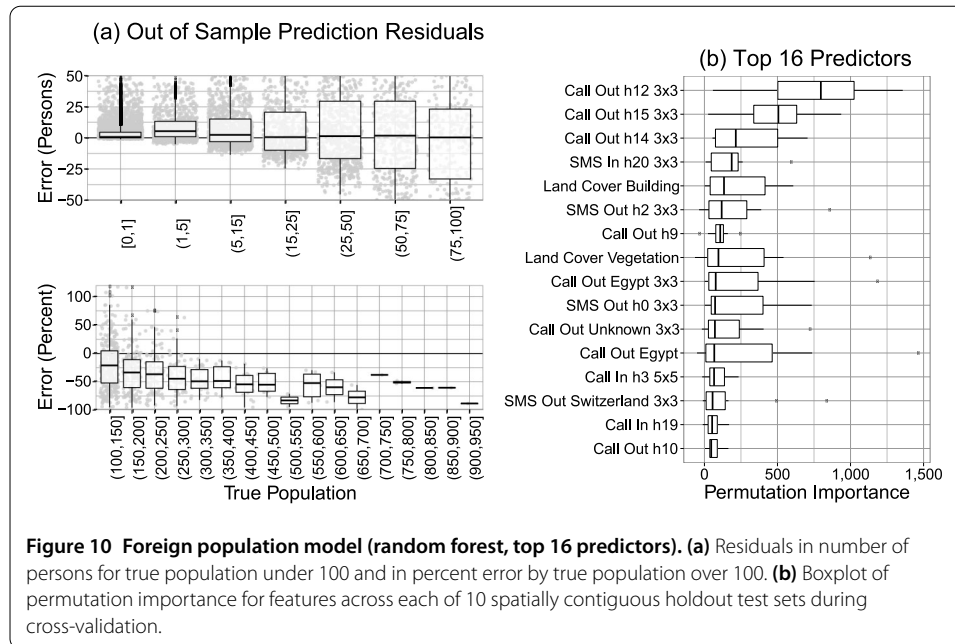 (a) Out of Sample Prediction Residuals
Error (Persons)
50
25
0
−25
−50
[0,1]
(1,5]
(5,15]
(15,25]
(25,50]
(50,75]
(75,100]
Error (Percent)
100
50
0
−50
−100
(100,150]
(150,200]
(200,250]
(250,300]
(300,350]
(350,400]
(400,450]
(450,500]
(500,550]
(550,600]
(600,650]
(650,700]
(700,750]
(750,800]
(800,850]
(850,900]
(900,950]
True Population
(b) Top 16 Predictors
Call Out h12 3x3
Call Out h15 3x3
Call Out h14 3x3
SMS In h20 3x3
Land Cover Building
SMS Out h2 3x3
Call Out h9
Land Cover Vegetation
Call Out Egypt 3x3
SMS Out h0 3x3
Call Out Unknown 3x3
Call Out Egypt
Call In h3 5x5
SMS Out Switzerland 3x3
Call In h19
Call Out h10
0
500
1,000
1,500
Permutation Importance
Figure 10 Foreign population model (random forest, top 16 predictors). (a) Residuals in number of
persons for true population under 100 and in percent error by true population over 100. (b) Boxplot of
permutation importance for features across each of 10 spatially contiguous holdout test sets during
cross-validation.